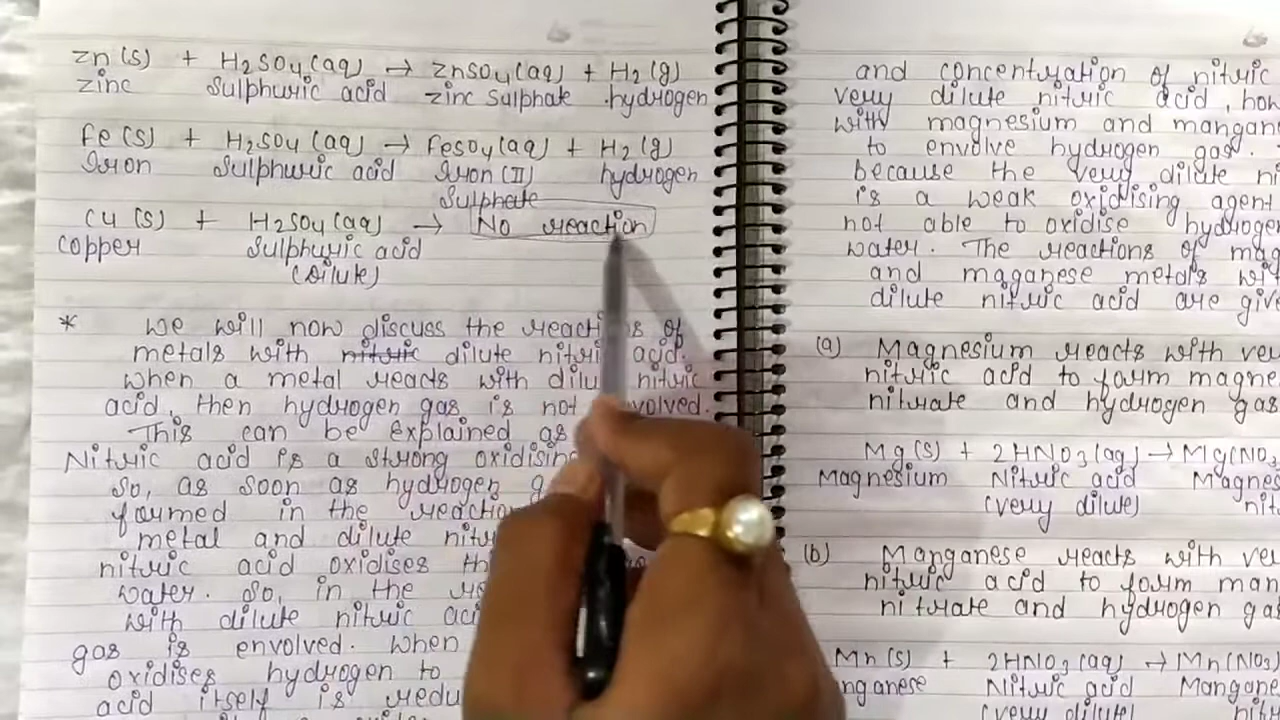 Zn(s) + H2SO4(aq) → ZnSO4(aq) + H2(g)
zinc Sulphuric acid zinc Sulphate hydrogen
Fe(s) + H2SO4(aq) → FeSO4(aq) + H2(g)
Iron Sulphuric acid Iron(II) hydrogen
Sulphate
Cu(s) + H2SO4(aq) → No reaction
copper Sulphuric acid
(Dilute)
* We will now discuss the reactions of
metals with nitric dilute nitric acid.
when a metal reacts with dilute nitric
acid, then hydrogen gas is not
This can be explained as
Nitric acid is a strong oxidising
So, as soon as hydrogen
formed in the reaction
metal and dilute
nitric acid oxidises
water. So, in the
with dilute nitric
gas is envolved. when
oxidises hydrogen to
acid itself is
and concentration of nitric
very dilute nitric acid,
with magnesium and
to envolve hydrogen gas.
because the very dilute
is a weak oxidising agent
not able to oxidise
water. The reactions of
and maganese metals
dilute nitric acid are
(a) Magnesium reacts with
nitric acid to form
nitrate and hydrogen gas
Mg(s) + 2HNO3(aq) → Mg(NO3
Magnesium Nitric acid
(very dilute)
(b) Manganese reacts with
nitric acid to form
nitrate and hydrogen
Mn(s) + 2HNO3(aq) → Mn(NO3)
Nitric acid
(very dilute)